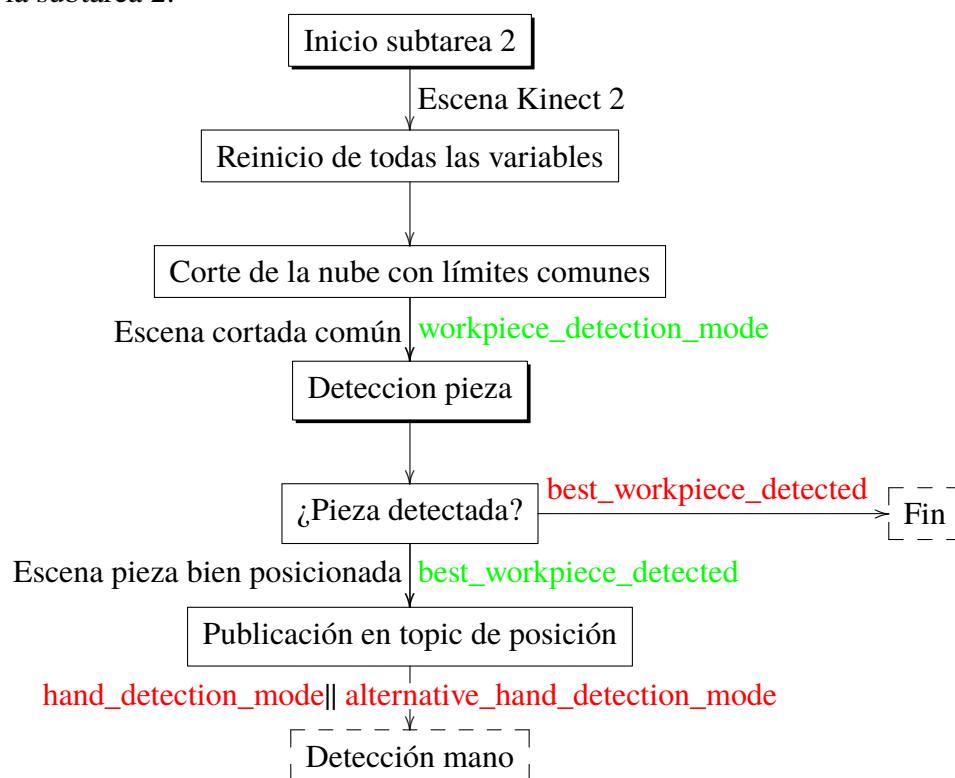 la subtarea 2.
Inicio subtarea 2
Escena Kinect 2
Reinicio de todas las variables
Corte de la nube con límites comunes
Escena cortada común workpiece_detection_mode
Deteccion pieza
best_workpiece_detected
¿Pieza detectada?
Fin
Escena pieza bien posicionada best_workpiece_detected
Publicación en topic de posición
hand_detection_mode|| alternative_hand_detection_mode
Detección mano